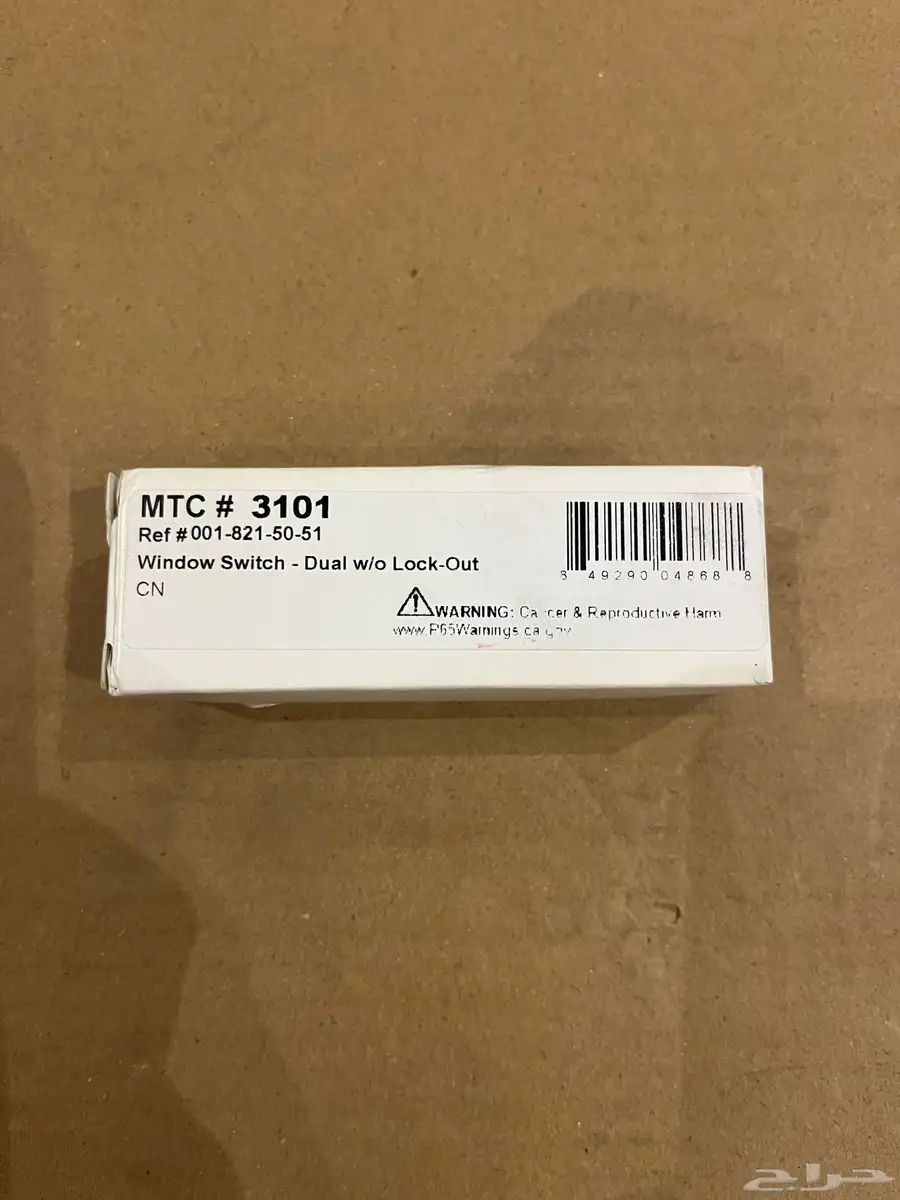 MTC # 3101
Ref # 001-821-50-51
Window Switch - Dual w/o Lock-Out
CN
8 49290 04868 8
WARNING: Cancer & Reproductive Harm
www.P65Warnings.ca.gov
حراج